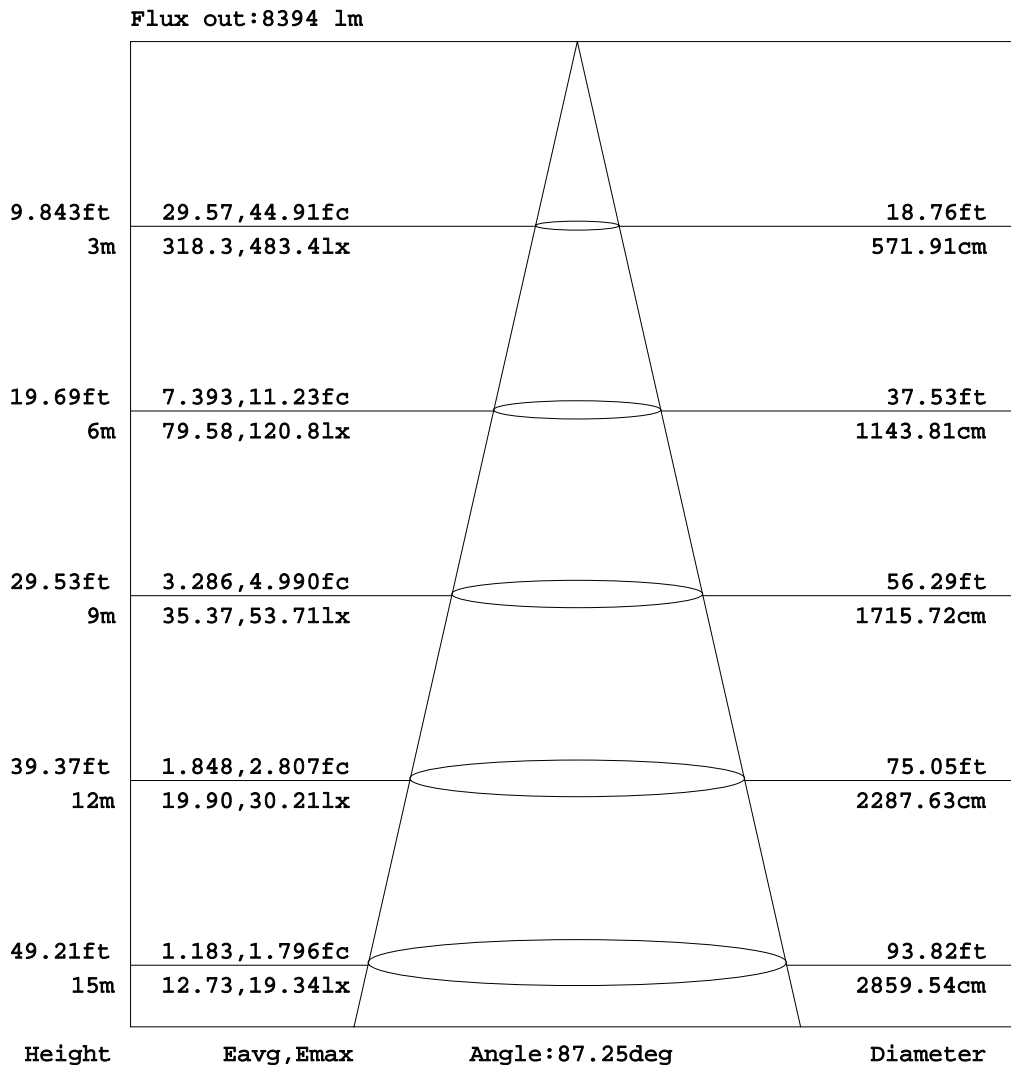 Flux out:8394 lm
9.843ft 29.57,44.91fc 18.76ft
3m 318.3,483.4lx 571.91cm
19.69ft 7.393,11.23fc 37.53ft
6m 79.58,120.8lx 1143.81cm
29.53ft 3.286,4.990fc 56.29ft
9m 35.37,53.71lx 1715.72cm
39.37ft 1.848,2.807fc 75.05ft
12m 19.90,30.21lx 2287.63cm
49.21ft 1.183,1.796fc 93.82ft
15m 12.73,19.34lx 2859.54cm
Height Eavg,Emax Angle:87.25deg Diameter